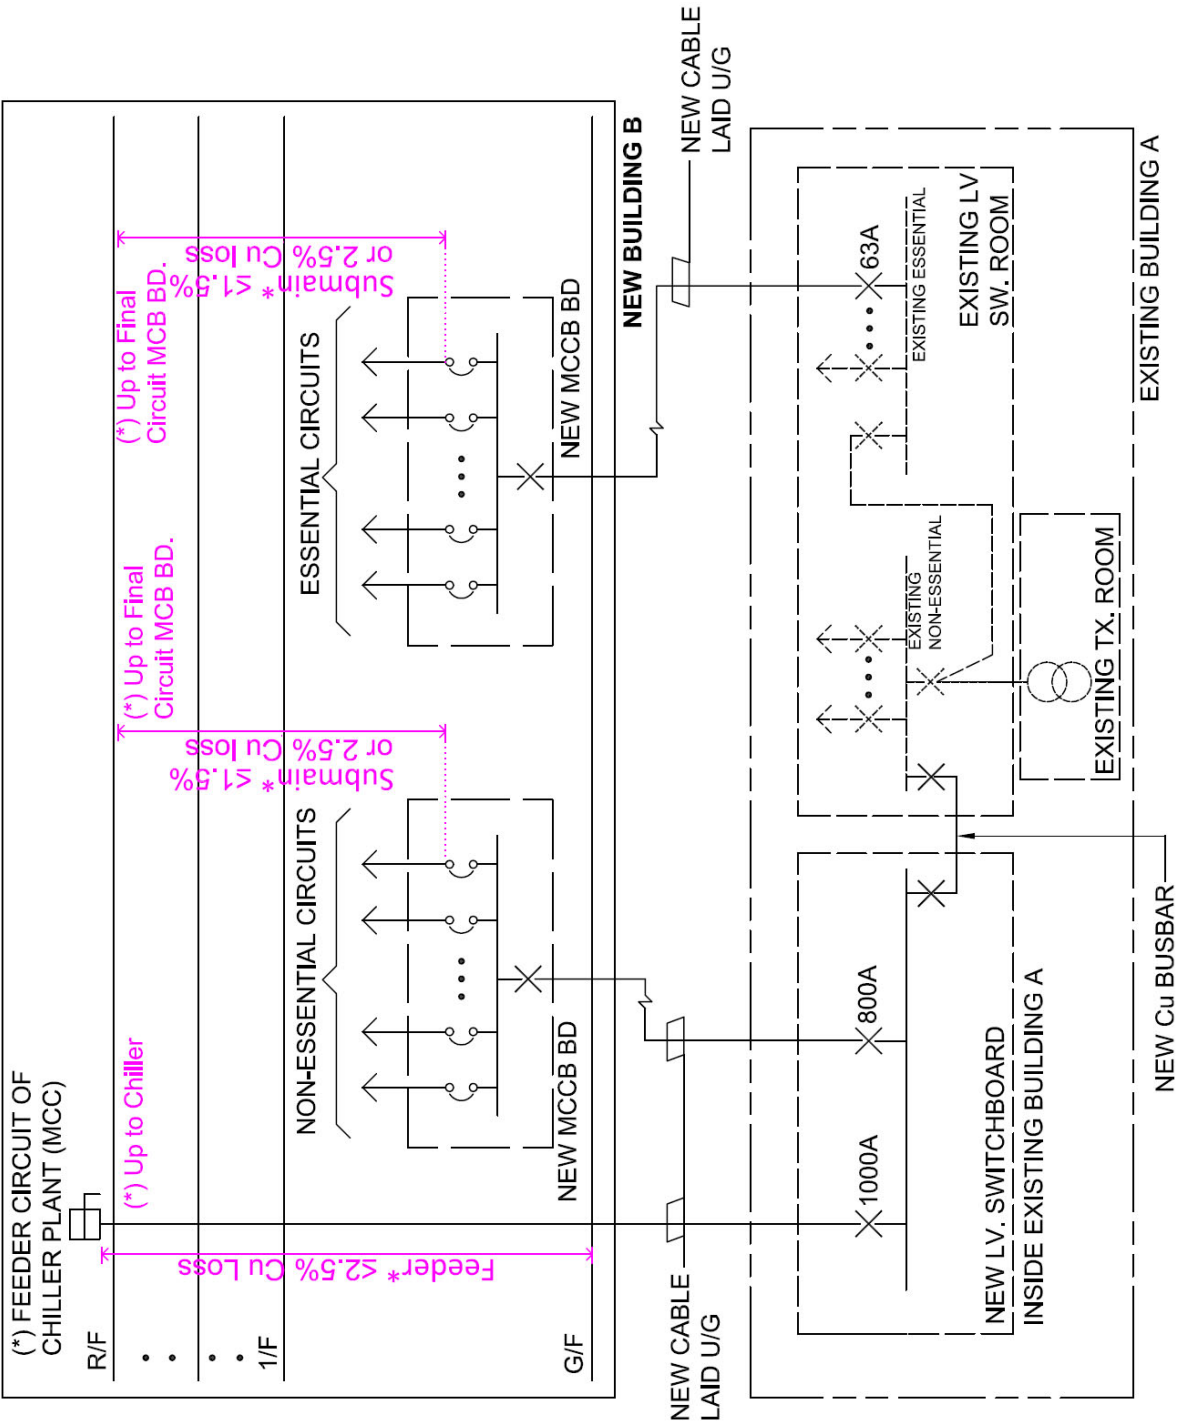 (*) FEEDER CIRCUIT OF
CHILLER PLANT (MCC)
R/F
1/F
G/F
(*) Up to Chiller
Feeder* ≤2.5% Cu Loss
(*) Up to Final
Circuit MCB BD.
Submain* ≤1.5%
or 2.5% Cu loss
(*) Up to Final
Circuit MCB BD.
Submain* ≤1.5%
or 2.5% Cu loss
NON-ESSENTIAL CIRCUITS
NEW MCCB BD
ESSENTIAL CIRCUITS
NEW MCCB BD
NEW BUILDING B
NEW CABLE
LAID U/G
NEW CABLE
LAID U/G
1000A
800A
NEW LV. SWITCHBOARD
INSIDE EXISTING BUILDING A
NEW Cu BUSBAR
EXISTING
NON-ESSENTIAL
EXISTING TX. ROOM
63A
EXISTING ESSENTIAL
EXISTING LV
SW. ROOM
EXISTING BUILDING A